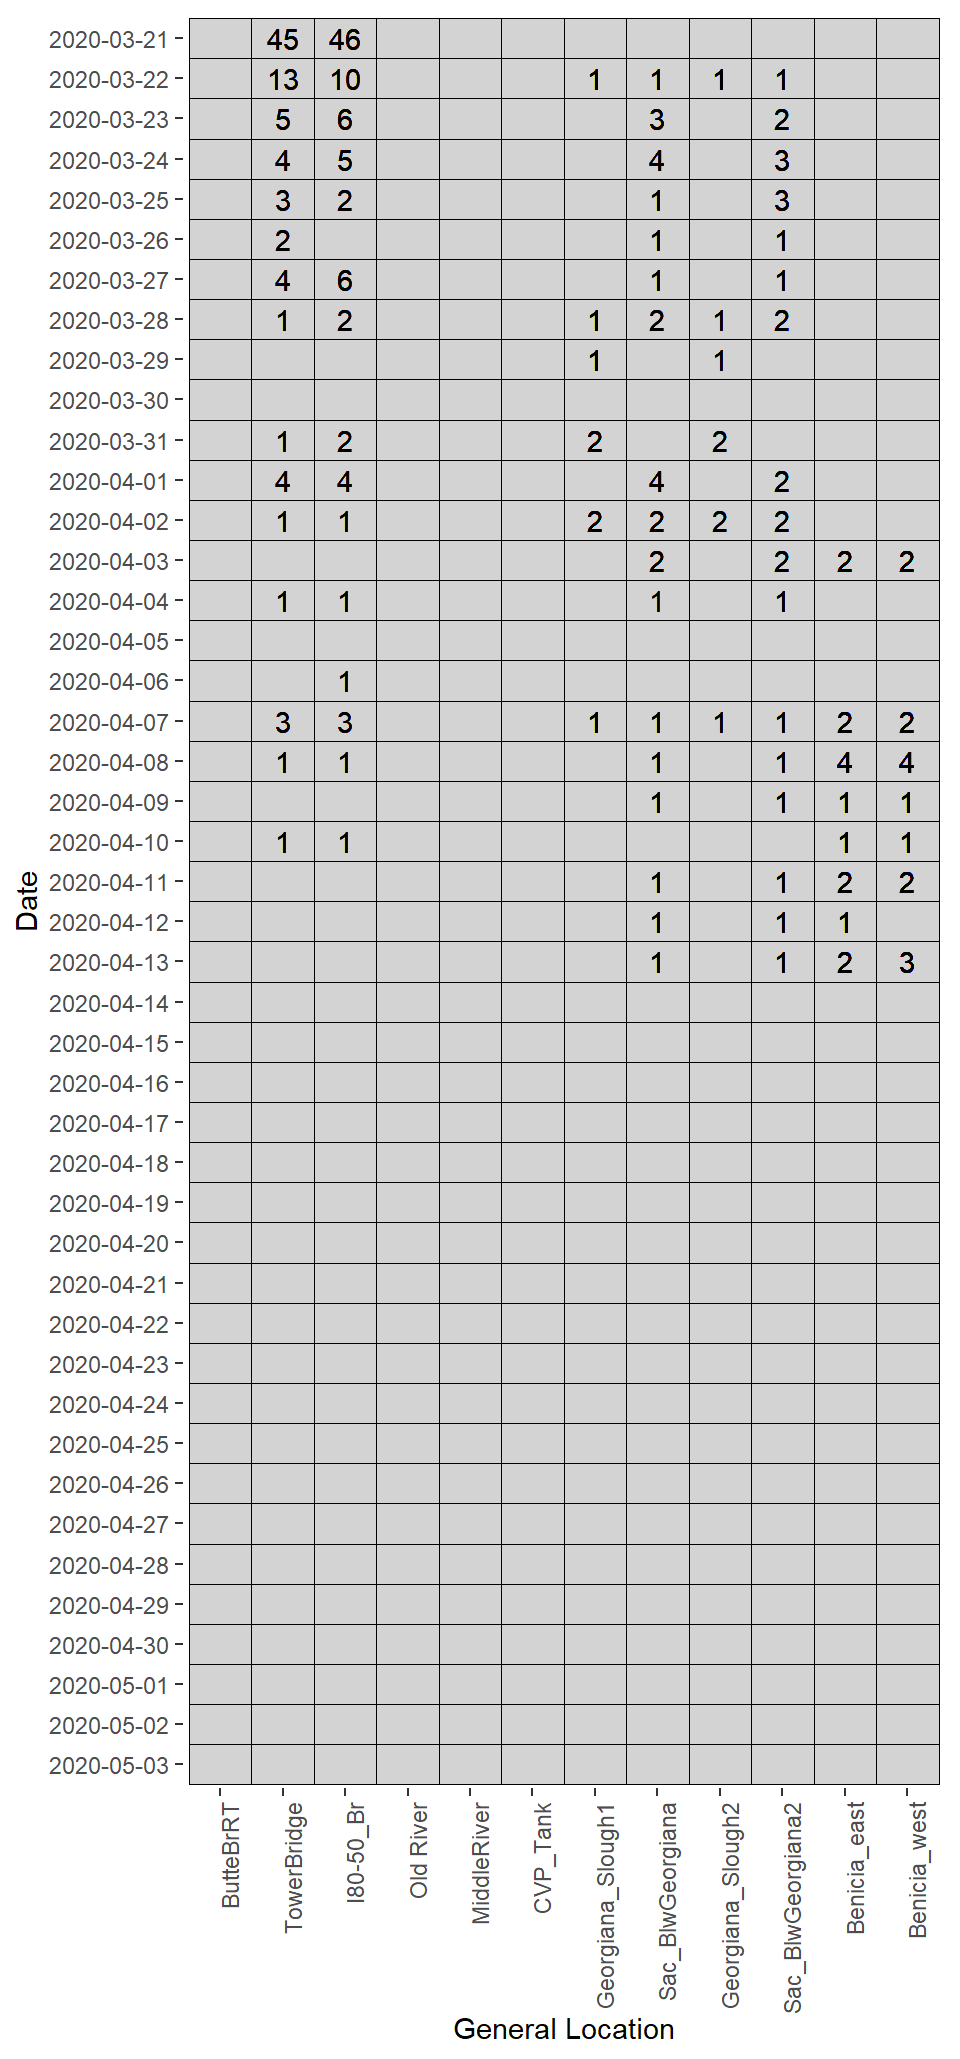 2020-03-21 45 46
2020-03-22 13 10 1 1 1 1
2020-03-23 5 6 3 2
2020-03-24 4 5 4 3
2020-03-25 3 2 1 3
2020-03-26 2 1 1
2020-03-27 4 6 1 1
2020-03-28 1 2 1 2 1 2
2020-03-29 1 1
2020-03-30
2020-03-31 1 2 2 2
2020-04-01 4 4 4 2
2020-04-02 1 1 2 2 2 2
2020-04-03 2 2 2 2
2020-04-04 1 1 1 1
2020-04-05
2020-04-06 1
2020-04-07 3 3 1 1 1 1 2 2
2020-04-08 1 1 1 1 4 4
2020-04-09 1 1 1 1
2020-04-10 1 1 1 1
2020-04-11 1 1 2 2
2020-04-12 1 1 1
2020-04-13 1 1 2 3
2020-04-14
2020-04-15
2020-04-16
2020-04-17
2020-04-18
2020-04-19
2020-04-20
2020-04-21
2020-04-22
2020-04-23
2020-04-24
2020-04-25
2020-04-26
2020-04-27
2020-04-28
2020-04-29
2020-04-30
2020-05-01
2020-05-02
2020-05-03
Date
ButteBrRT
TowerBridge
I80-50_Br
Old River
MiddleRiver
CVP_Tank
Georgiana_Slough1
Sac_BlwGeorgiana
Georgiana_Slough2
Sac_BlwGeorgiana2
Benicia_east
Benicia_west
General Location